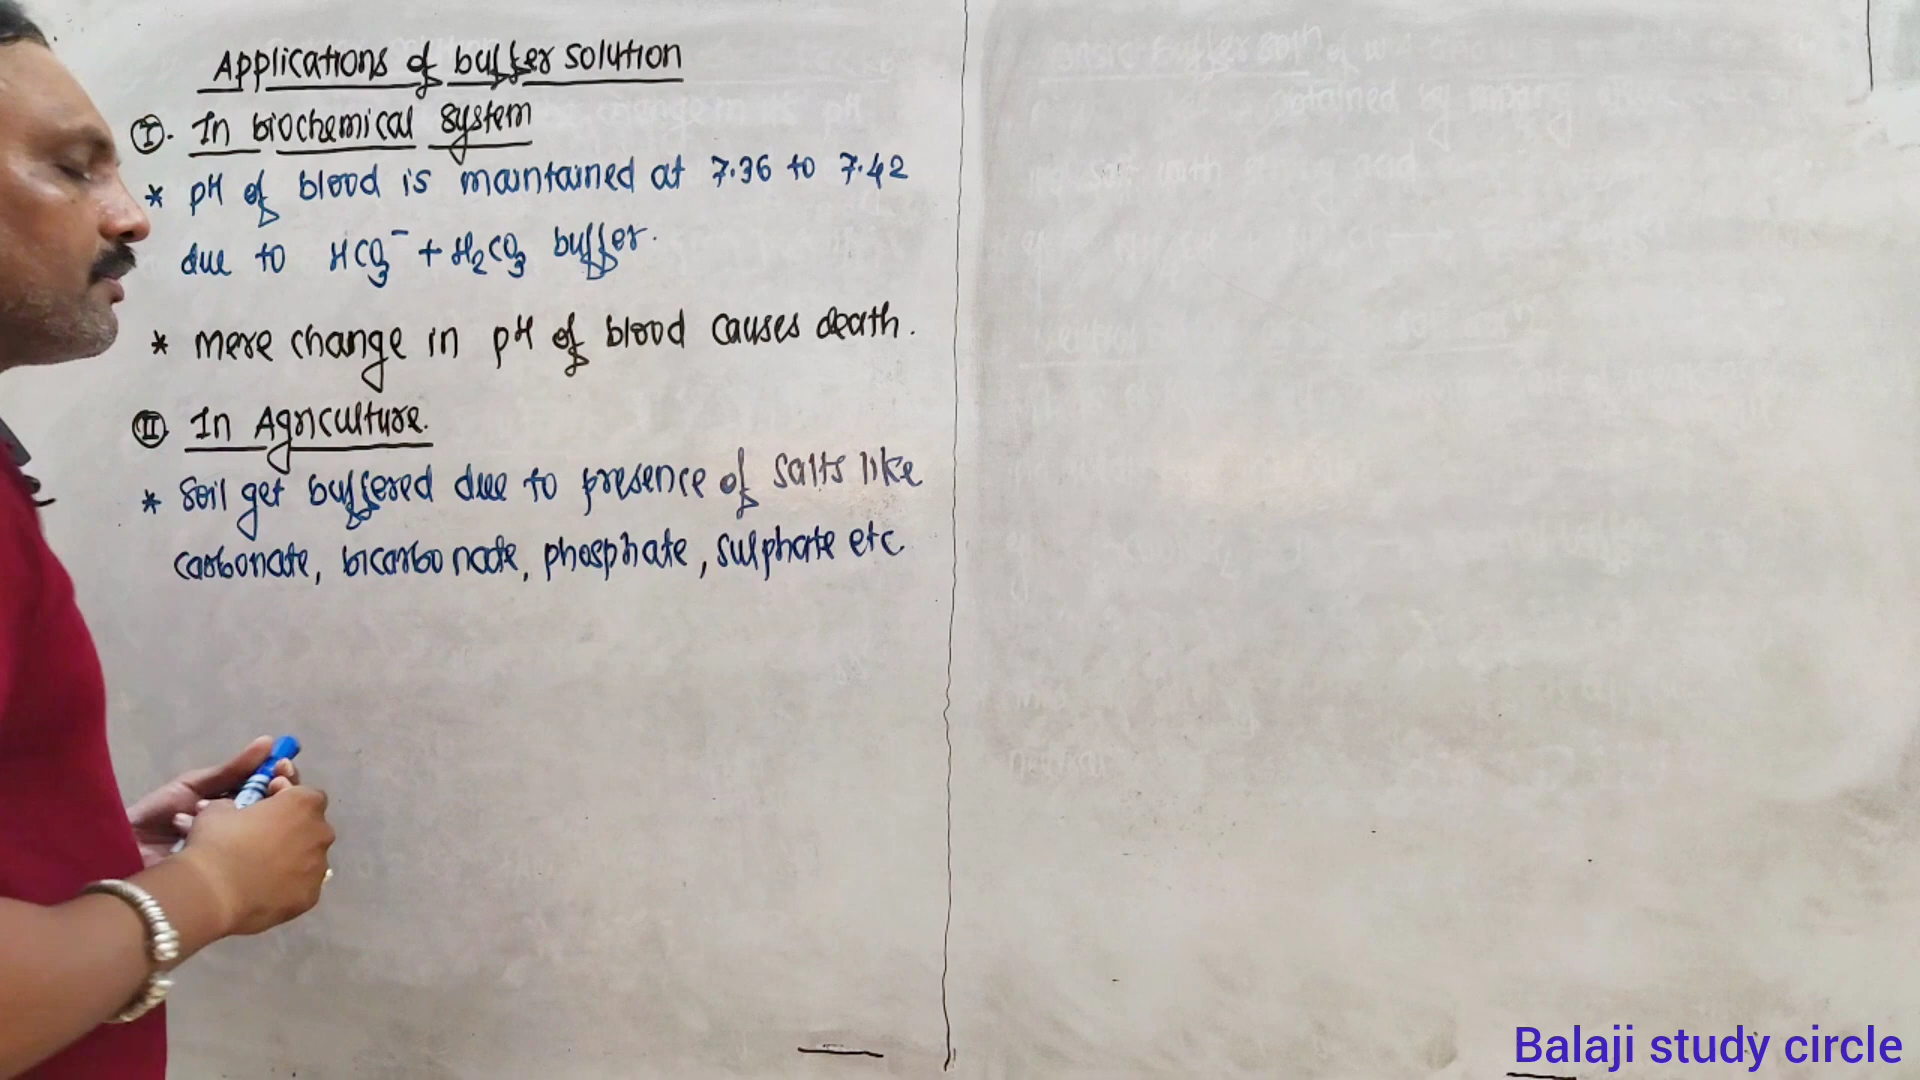 Applications of buffer solution
I. In biochemical system
* pH of blood is maintained at 7.36 to 7.42
due to HCO₃⁻ + H₂CO₃ buffer.
* mere change in pH of blood causes death.
II In Agriculture.
* Soil get buffered due to presence of salts like
carbonate, bicarbonate, phosphate, sulphate etc
Balaji study circle